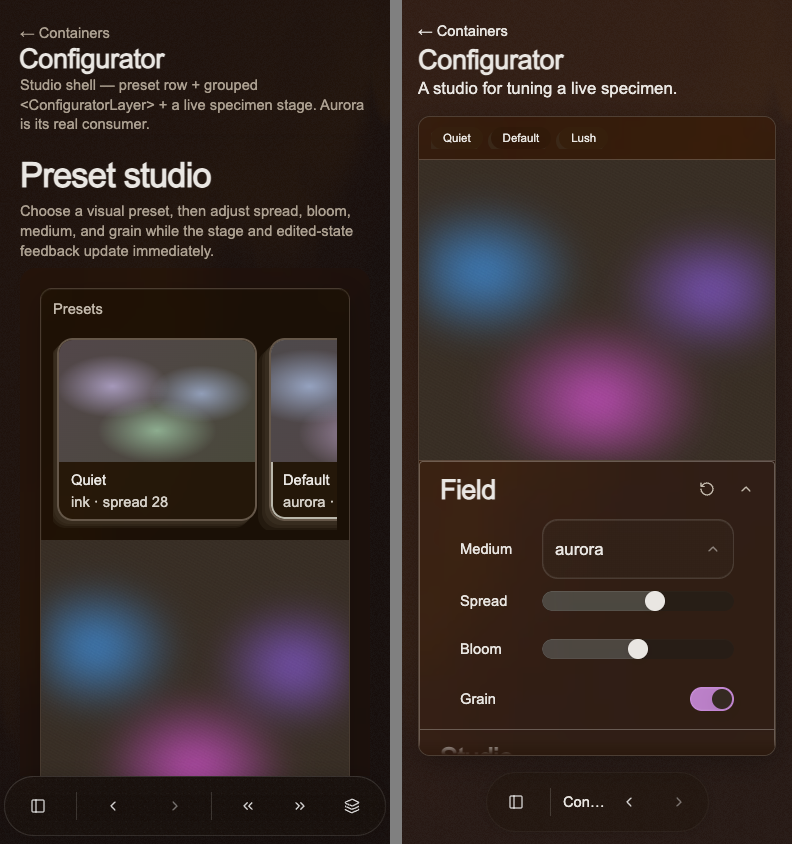 ← Containers
Configurator
Studio shell — preset row + grouped
<ConfiguratorLayer> + a live specimen stage. Aurora
is its real consumer.
Preset studio
Choose a visual preset, then adjust spread, bloom,
medium, and grain while the stage and edited-state
feedback update immediately.
Presets
Quiet
ink · spread 28
Default
aurora ·
← Containers
Configurator
A studio for tuning a live specimen.
Quiet
Default
Lush
Field
Medium
aurora
Spread
Bloom
Grain
Studio
Con...